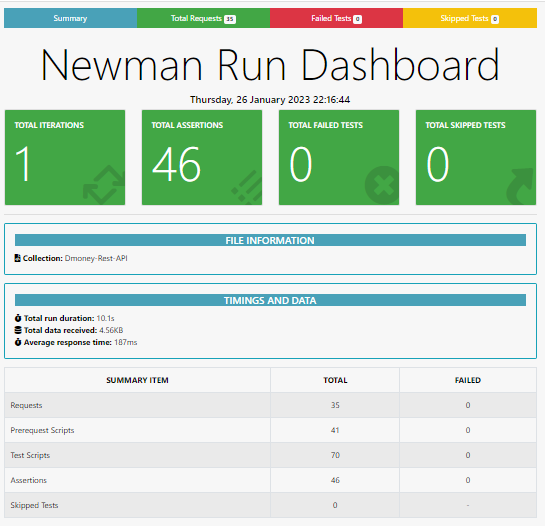 Summary Total Requests 35 Failed Tests 0 Skipped Tests 0
Newman Run Dashboard
Thursday, 26 January 2023 22:16:44
TOTAL ITERATIONS TOTAL ASSERTIONS TOTAL FAILED TESTS TOTAL SKIPPED TESTS
1 46 0 0
FILE INFORMATION
Collection: Dmoney-Rest-API
TIMINGS AND DATA
Total run duration: 10.1s
Total data received: 4.56KB
Average response time: 187ms
SUMMARY ITEM TOTAL FAILED
Requests 35 0
Prerequest Scripts 41 0
Test Scripts 70 0
Assertions 46 0
Skipped Tests 0 -